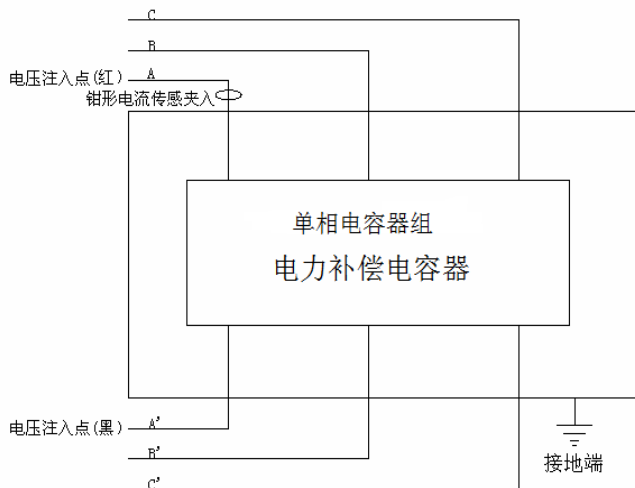 C
B
电压注入点(红) A
钳形电流传感夹入
单相电容器组
电力补偿电容器
电压注入点(黑) A'
B'
接地端
C'